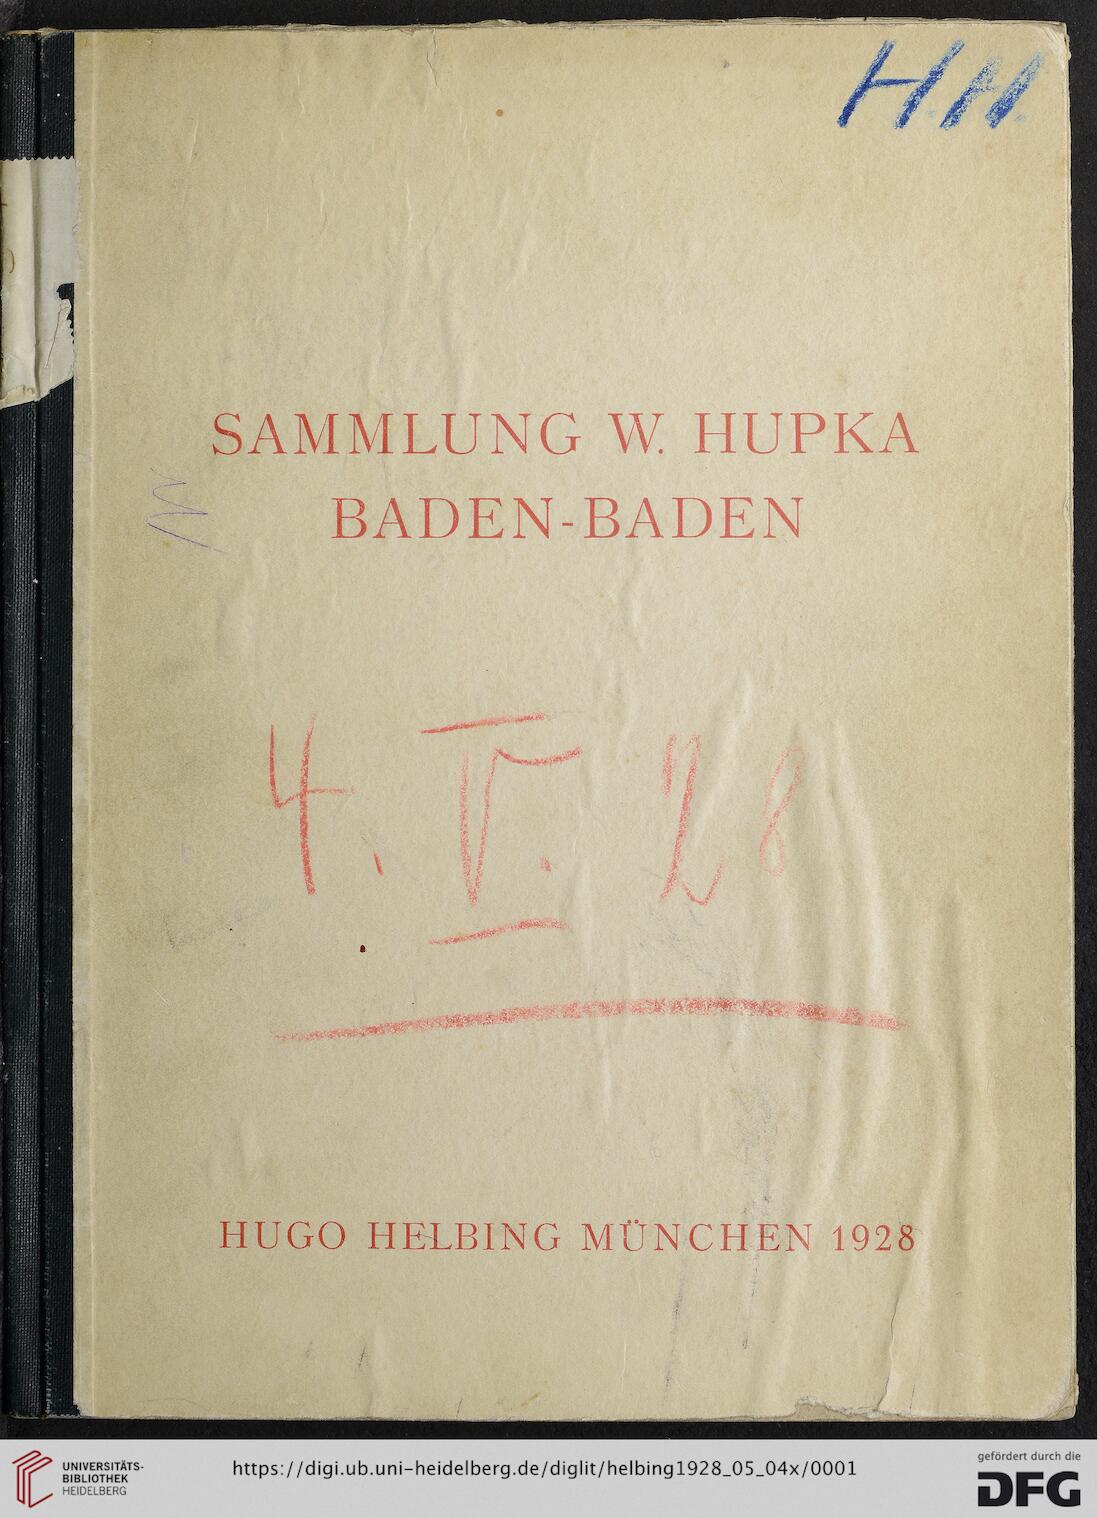 H.H.
SAMMLUNG W. HUPKA
BADEN-BADEN
4. V. 28
HUGO HELBING MÜNCHEN 1928
UNIVERSITÄTS-
BIBLIOTHEK
HEIDELBERG
https://digi.ub.uni-heidelberg.de/diglit/helbing1928_05_04x/0001
gefördert durch die
DFG